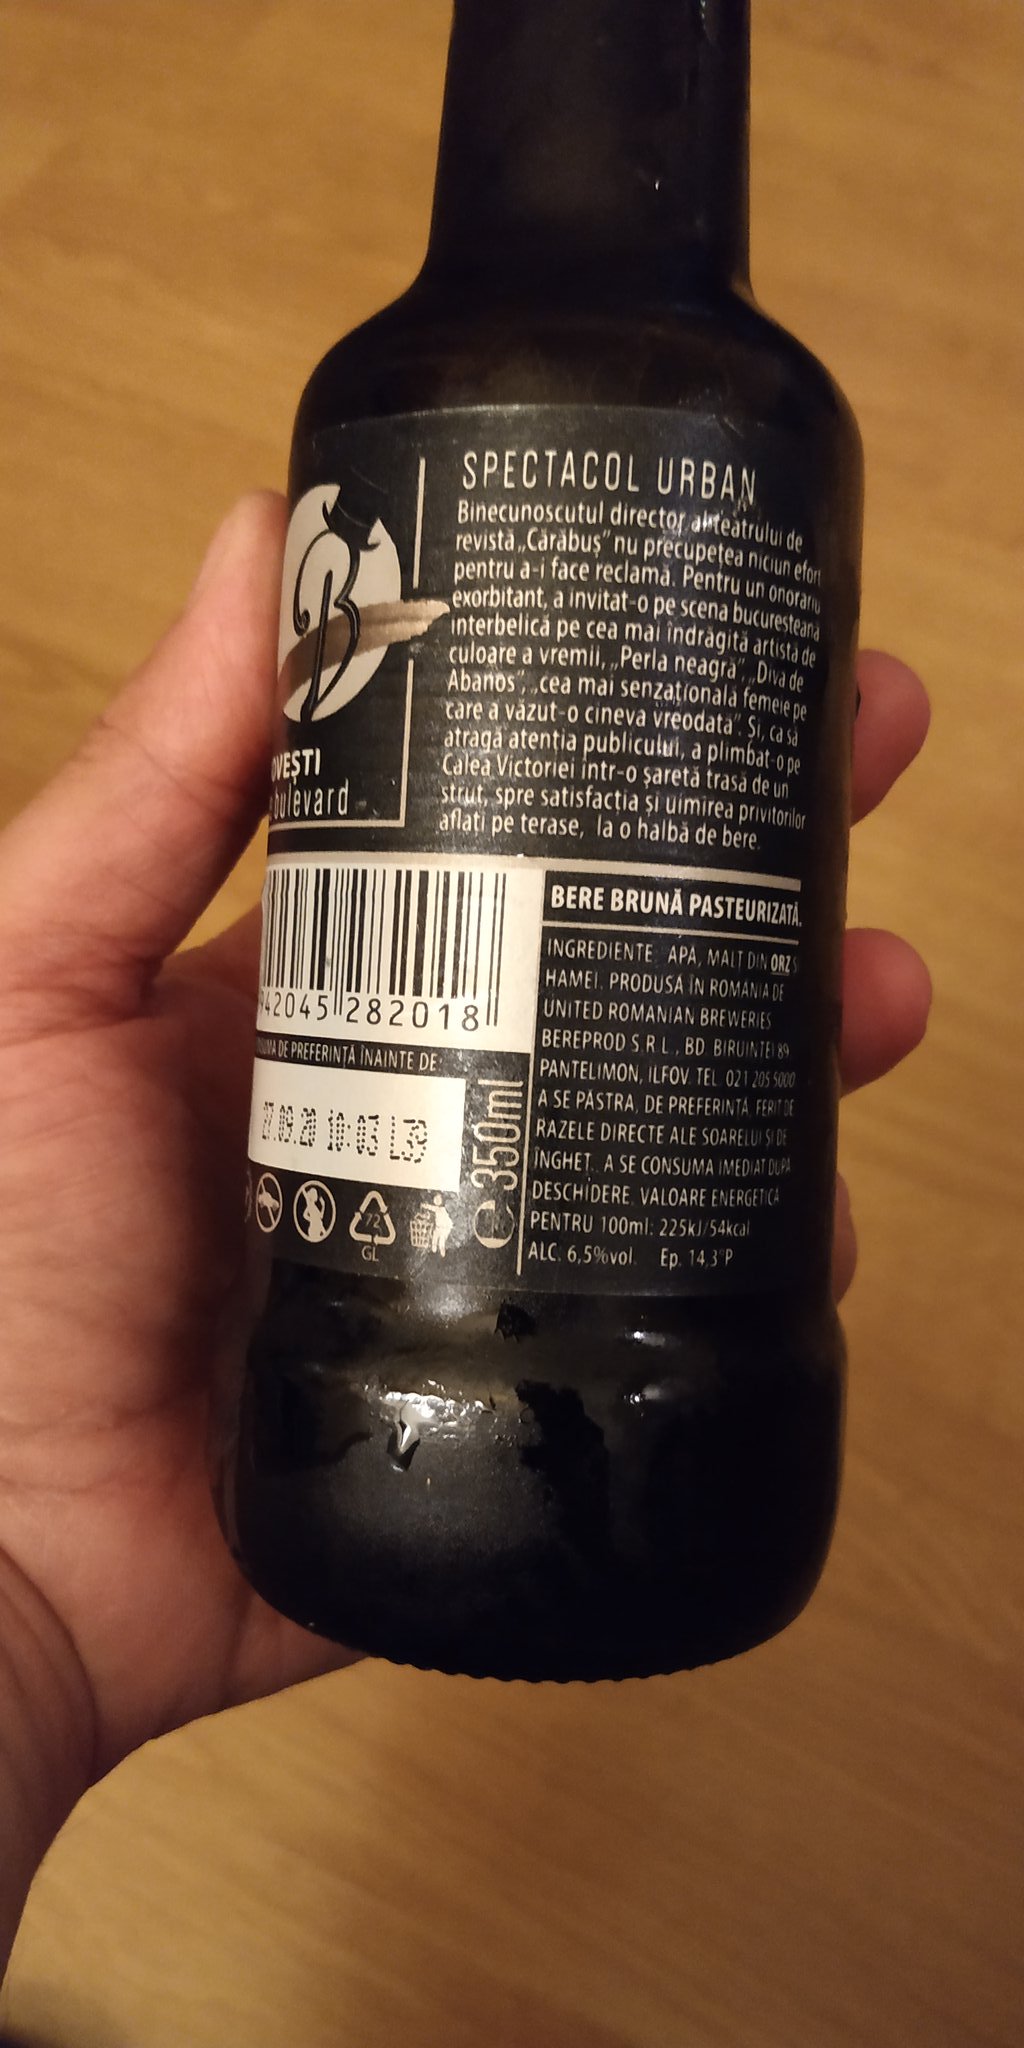 SPECTACOL URBAN
Binecunoscutul director al teatrului de
revistă „Cărăbuș” nu precupețea niciun efort
pentru a-i face reclamă. Pentru un onorariu
exorbitant, a invitat-o pe scena bucureșteană
interbelică pe cea mai îndrăgită artistă de
culoare a vremii, „Perla neagră”, „Diva de
Abanos”, „cea mai senzațională femeie pe
care a văzut-o cineva vreodată”. Și, ca să
atragă atenția publicului, a plimbat-o pe
Calea Victoriei într-o șaretă trasă de un
struț, spre satisfacția și uimirea privitorilor
aflați pe terase, la o halbă de bere.
B
OVEȘTI
bulevard
942045 282018
DE PREFERINȚĂ ÎNAINTE DE:
27.09.20 10:03 L39
72
GL
℮ 350ml
BERE BRUNĂ PASTEURIZATĂ.
INGREDIENTE: APĂ, MALȚ DIN ORZ
HAMEI. PRODUSĂ ÎN ROMÂNIA DE
UNITED ROMANIAN BREWERIES
BEREPROD S.R.L., BD. BIRUINȚEI 89
PANTELIMON, ILFOV. TEL. 021 205 5000
A SE PĂSTRA, DE PREFERINȚĂ, FERIT DE
RAZELE DIRECTE ALE SOARELUI ȘI DE
ÎNGHEȚ. A SE CONSUMA IMEDIAT DUPĂ
DESCHIDERE. VALOARE ENERGETICĂ
PENTRU 100ml: 225kJ/54kcal
ALC. 6,5%vol. Ep. 14,3°P